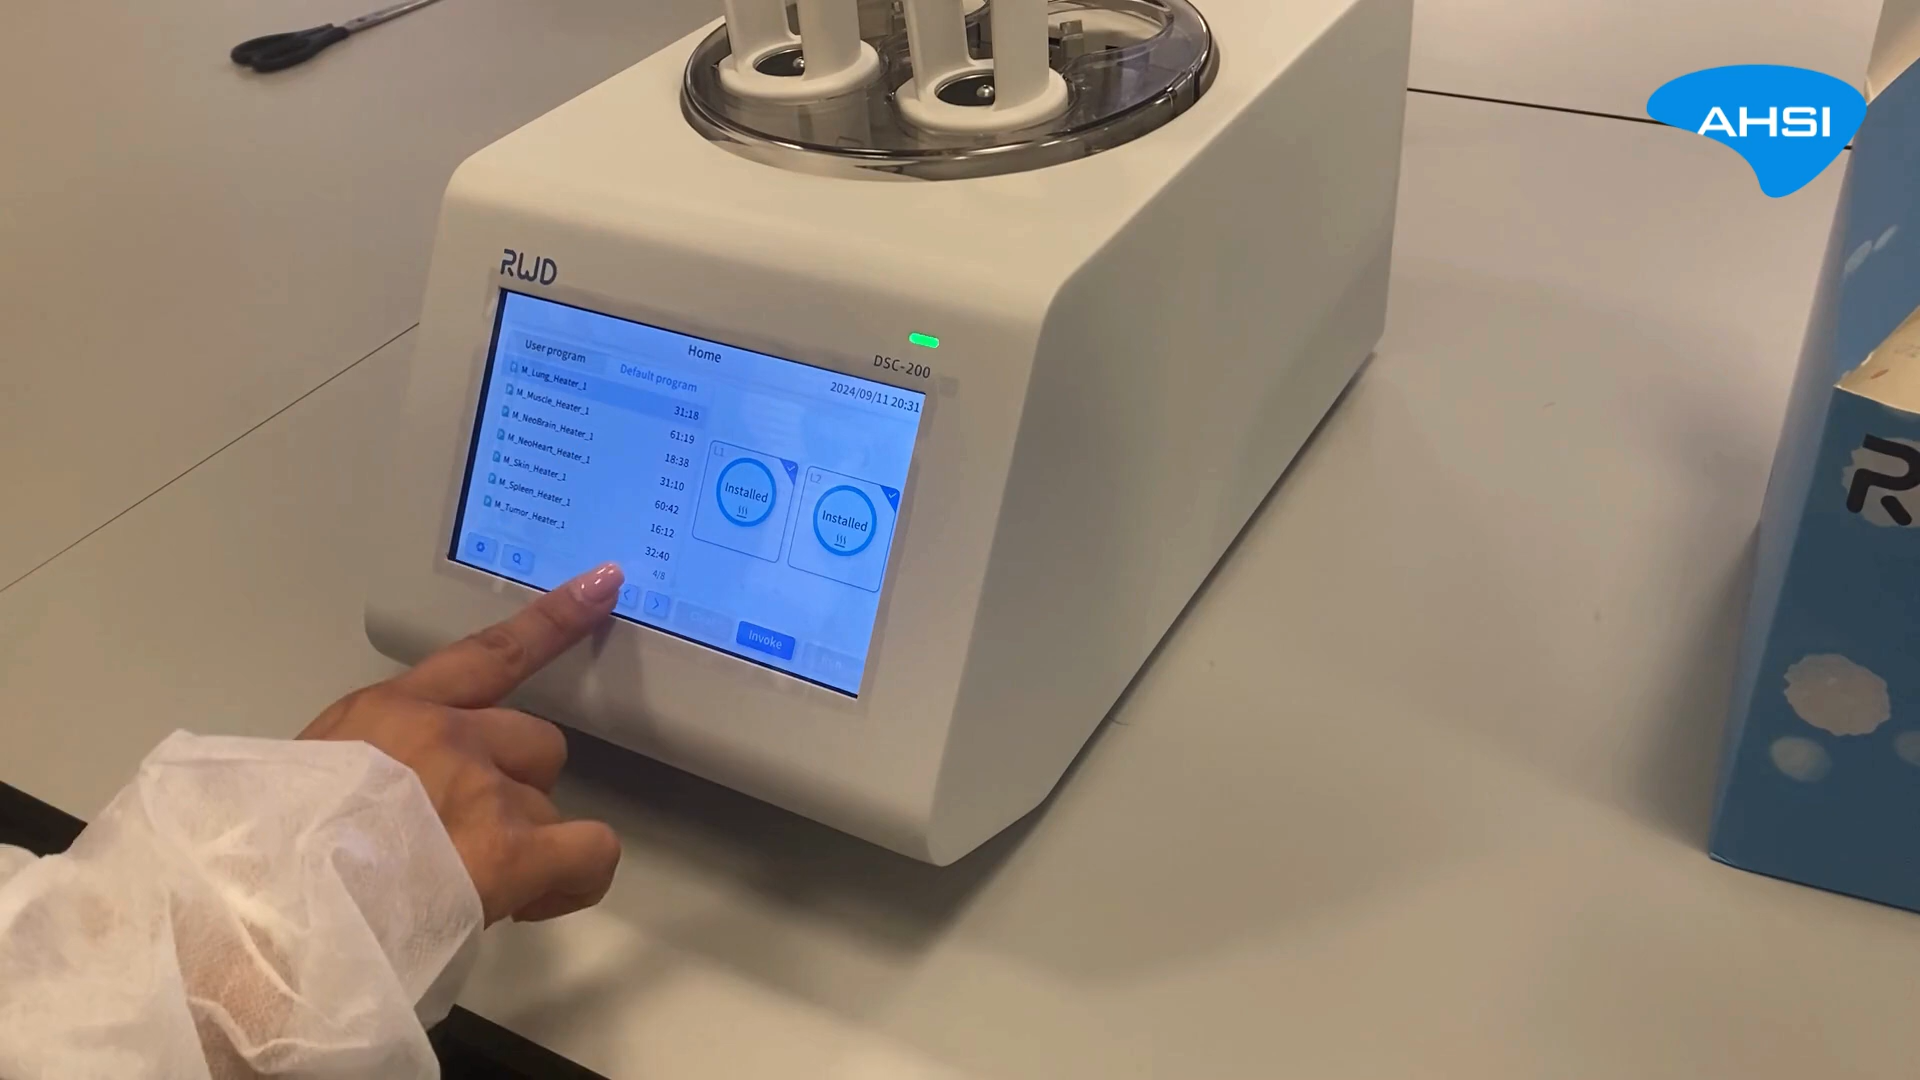 AHSI
RWD
DSC-200
Home
2024/09/11 20:31
User program
Default program
M_Lung_Heater_1 31:18
M_Muscle_Heater_1 61:19
M_NeoBrain_Heater_1 18:38
M_NeoHeart_Heater_1 31:10
M_Skin_Heater_1 60:42
M_Spleen_Heater_1 16:12
M_Tumor_Heater_1 32:40
4/8
L1
Installed
L2
Installed
< >
Invoke
R